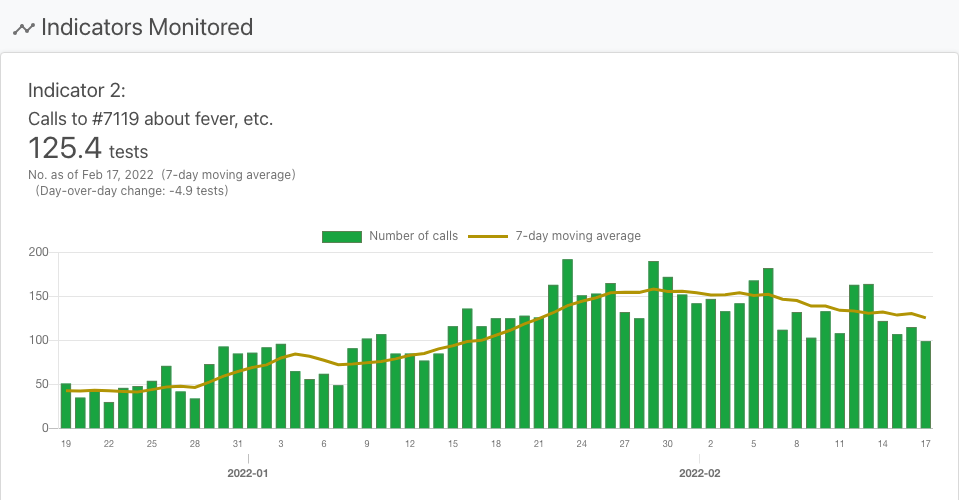 Indicators Monitored
Indicator 2:
Calls to #7119 about fever, etc.
125.4 tests
No. as of Feb 17, 2022 (7-day moving average)
(Day-over-day change: -4.9 tests)
Number of calls 7-day moving average
200
150
100
50
0
19 22 25 28 31 3 6 9 12 15 18 21 24 27 30 2 5 8 11 14 17
2022-01 2022-02